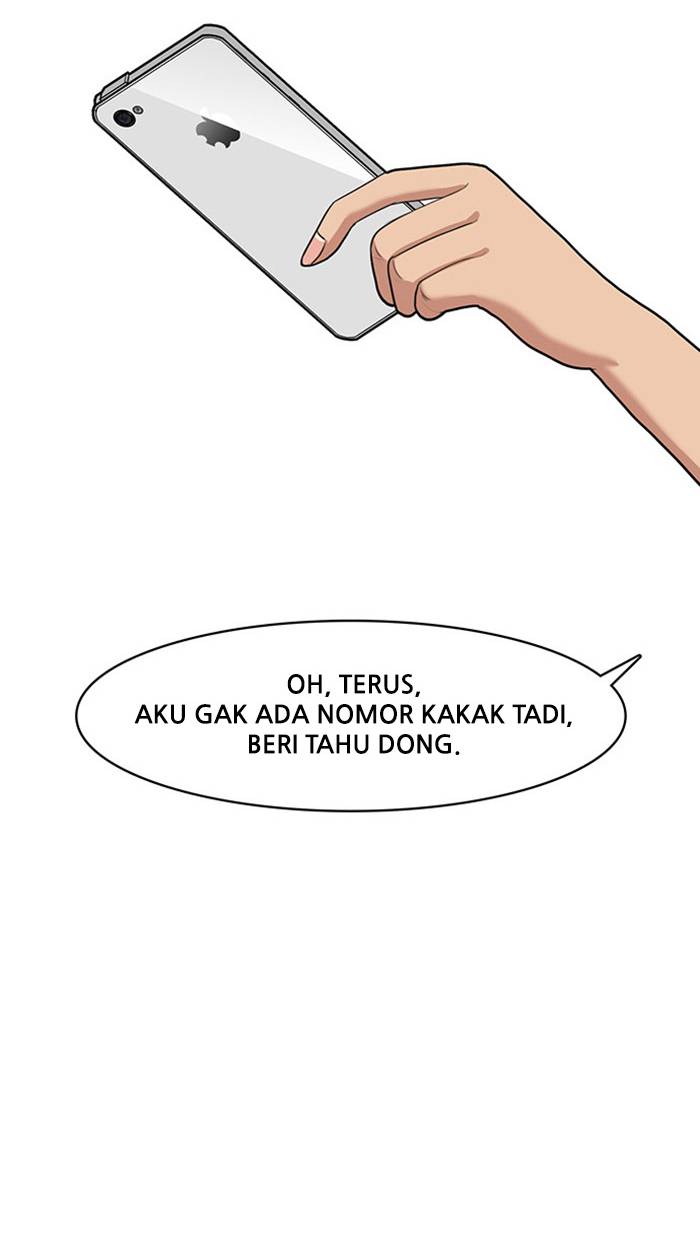 OH, TERUS,
AKU GAK ADA NOMOR KAKAK TADI,
BERI TAHU DONG.